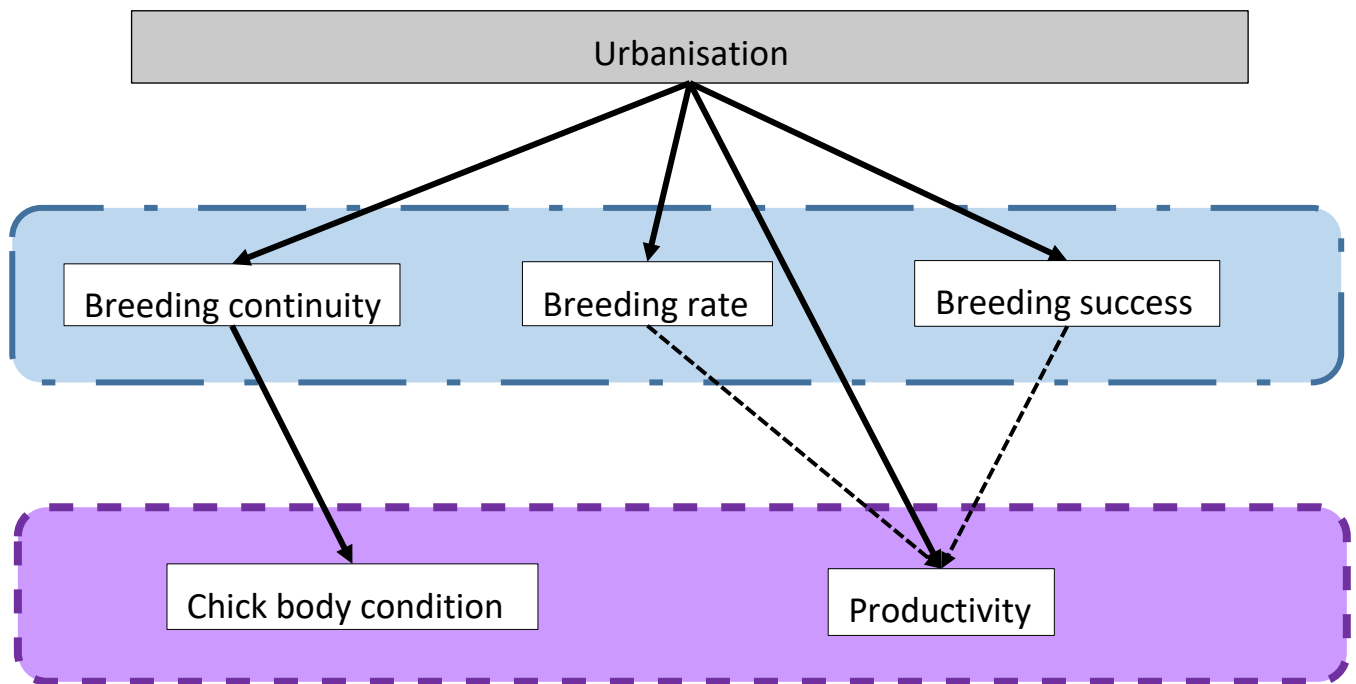 Urbanisation
Breeding continuity
Breeding rate
Breeding success
Chick body condition
Productivity